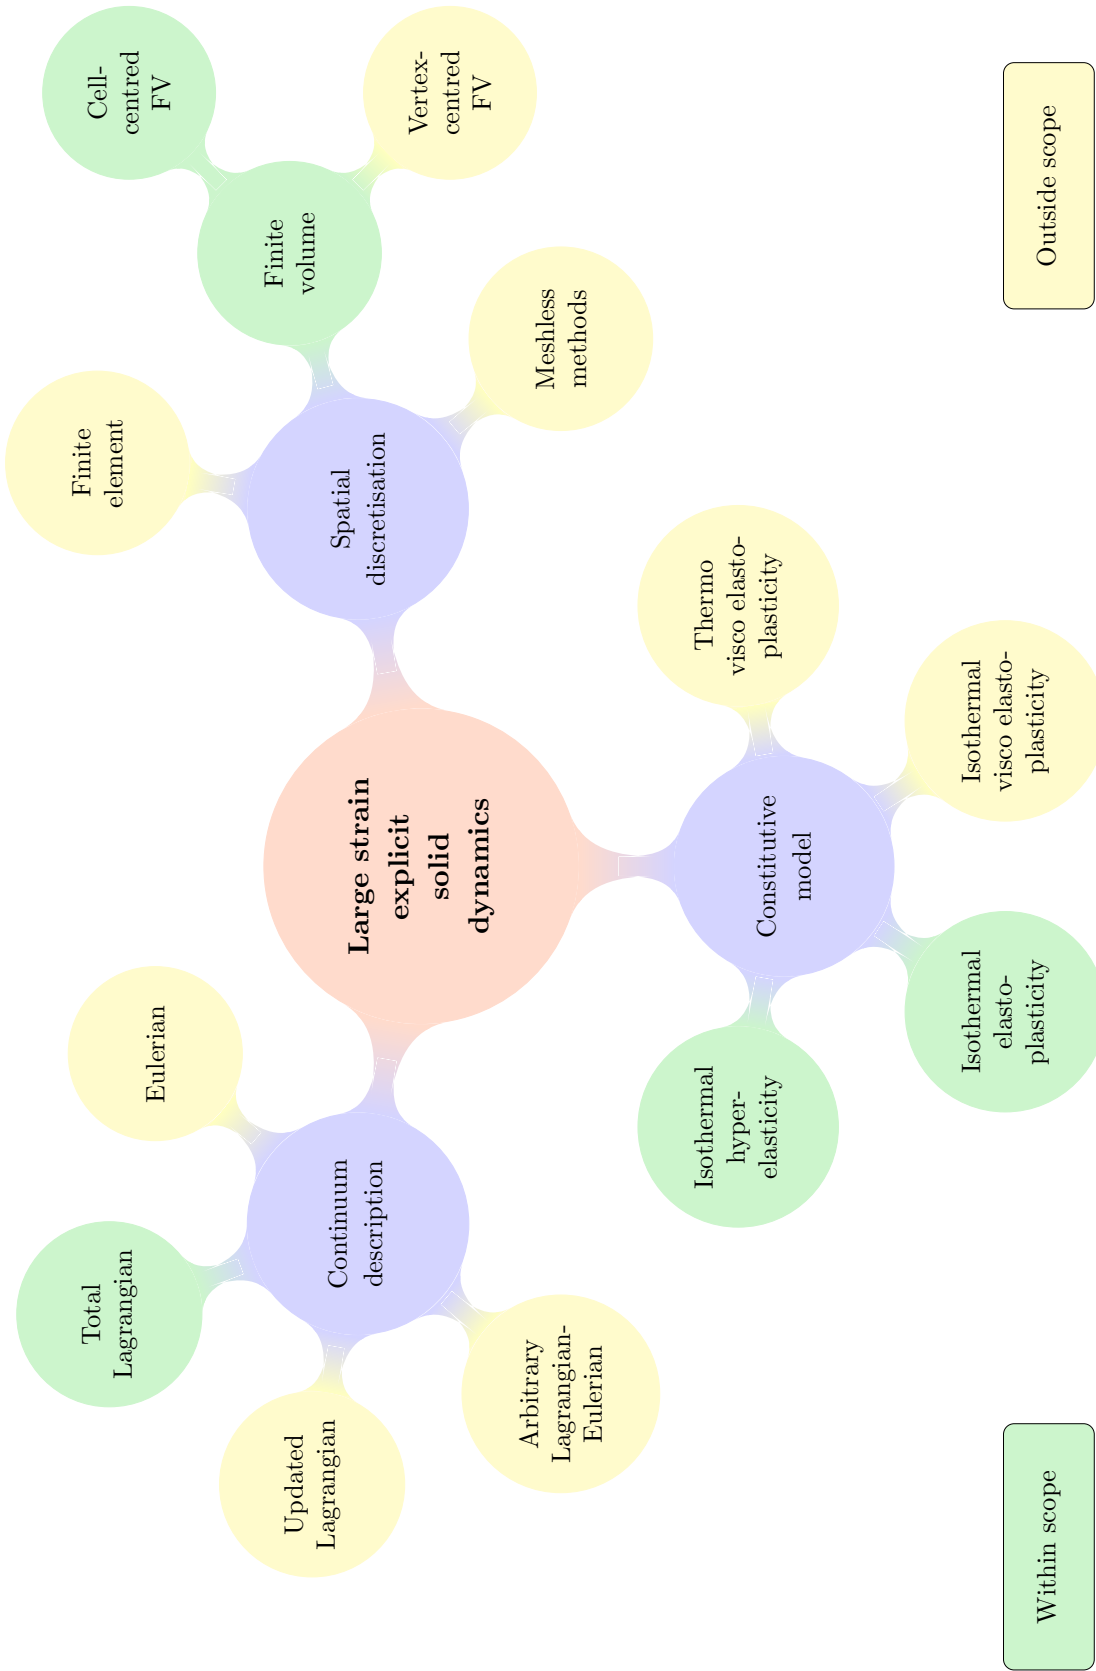 Large strain
explicit
solid
dynamics
Continuum
description
Updated
Lagrangian
Total
Lagrangian
Eulerian
Arbitrary
Lagrangian-
Eulerian
Spatial
discretisation
Finite
element
Finite
volume
Cell-
centred
FV
Vertex-
centred
FV
Meshless
methods
Constitutive
model
Isothermal
hyper-
elasticity
Isothermal
elasto-
plasticity
Isothermal
visco elasto-
plasticity
Thermo
visco elasto-
plasticity
Within scope
Outside scope